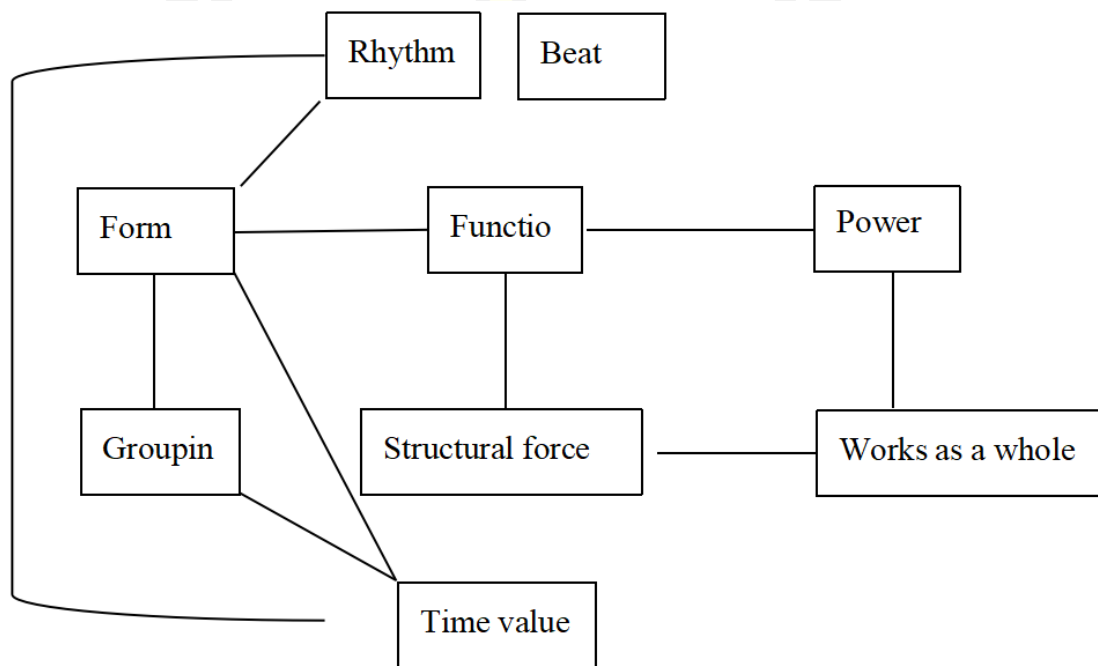 Rhythm
Beat
Form
Functio
Power
Groupin
Structural force
Works as a whole
Time value